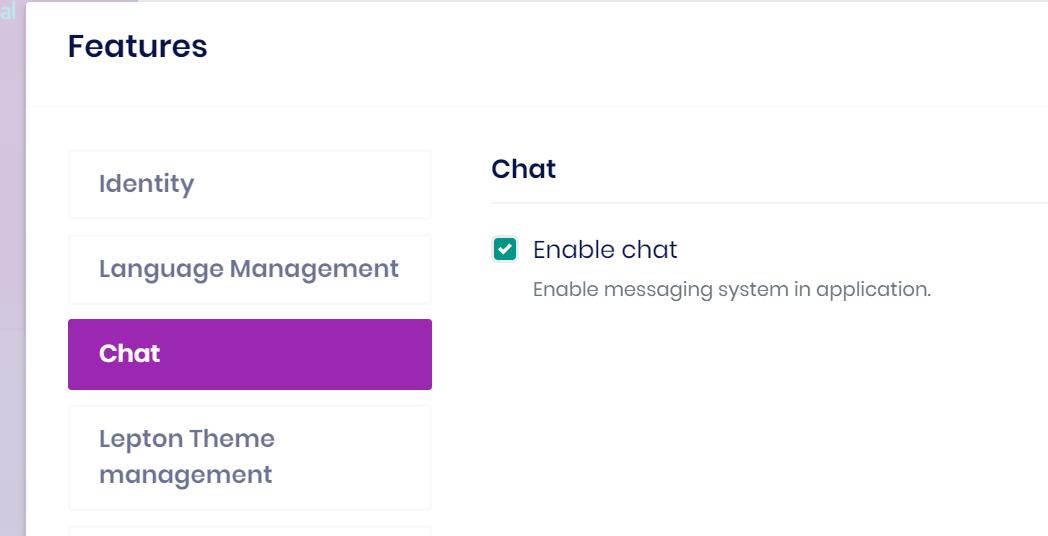 al
Features
Identity
Language Management
Chat
Lepton Theme
management
Chat
Enable chat
Enable messaging system in application.